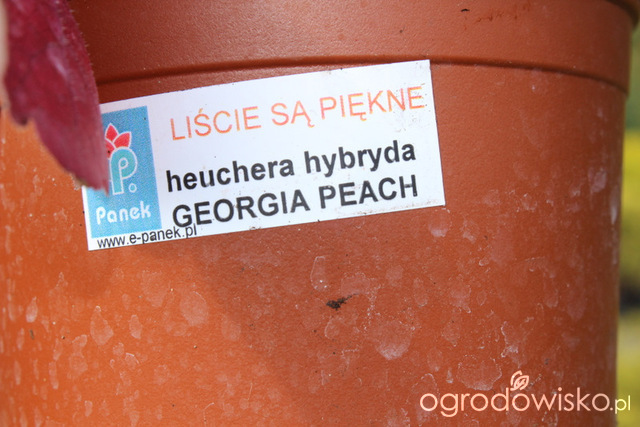 LIŚCIE SĄ PIĘKNE
heuchera hybryda
GEORGIA PEACH
P.
Panek
www.e-panek.pl
ogrodowisko.pl